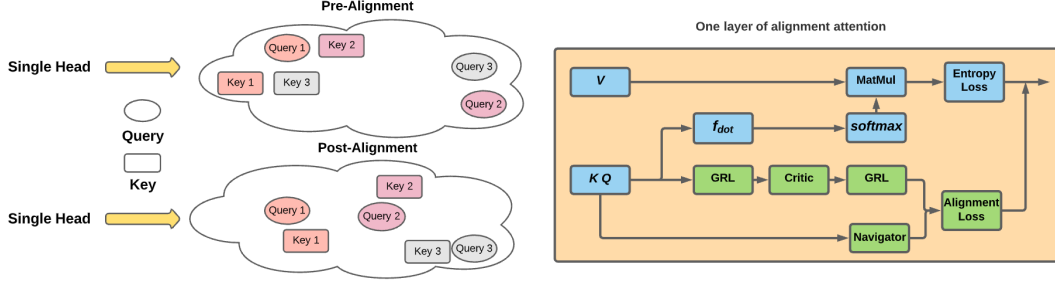 Pre-Alignment
Single Head
Query 1
Key 2
Key 1
Key 3
Query 3
Query 2
Query
Key
Post-Alignment
Single Head
Query 1
Key 1
Key 2
Query 2
Key 3
Query 3
One layer of alignment attention
V
MatMul
Entropy
Loss
fdot
softmax
K Q
GRL
Critic
GRL
Alignment
Loss
Navigator